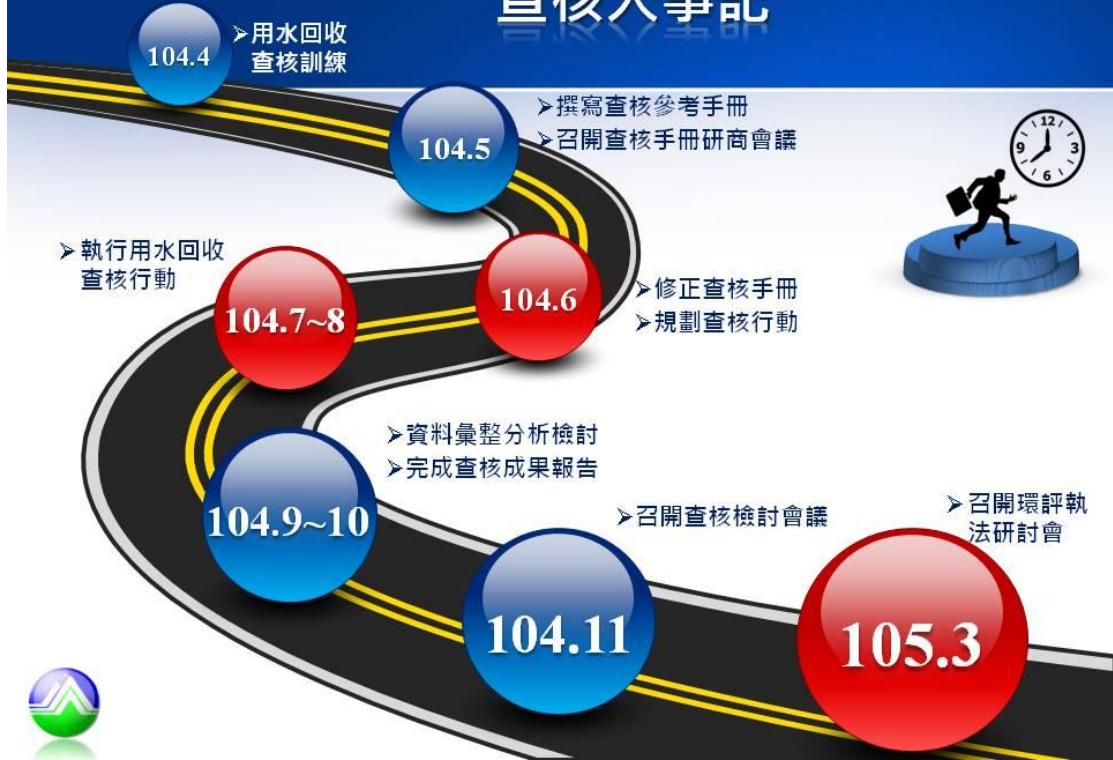 查核大事記
104.4
➢用水回收
查核訓練
104.5
➢撰寫查核參考手冊
➢召開查核手冊研商會議
12
9
3
6
104.6
➢修正查核手冊
➢規劃查核行動
➢執行用水回收
查核行動
104.7~8
104.9~10
➢資料彙整分析檢討
➢完成查核成果報告
104.11
➢召開查核檢討會議
105.3
➢召開環評執
法研討會